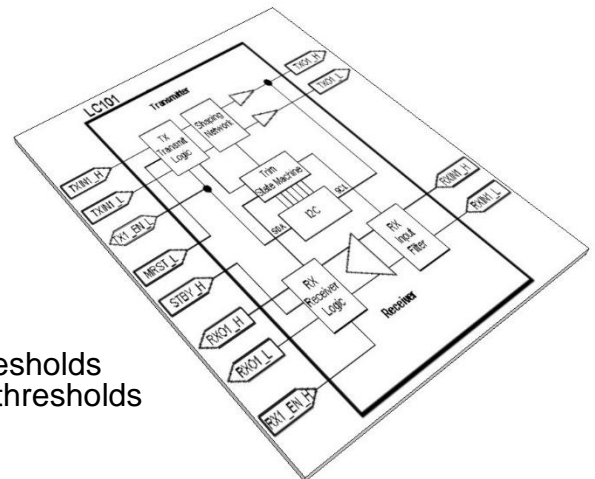 LC101
Transmitter
TXO1_H
TXO1_L
TX
Transmit
Logic
Shaping
Network
TXIN1_H
TXIN1_L
TX1_EN_L
MRST_L
STBY_H
Trim
State Machine
I2C
SDA
SCL
RXIN1_H
RXIN1_L
RX
Input
Filter
RX
Receiver
Logic
Receiver
RXO1_H
RXO1_L
RX1_EN_H
esholds
thresholds